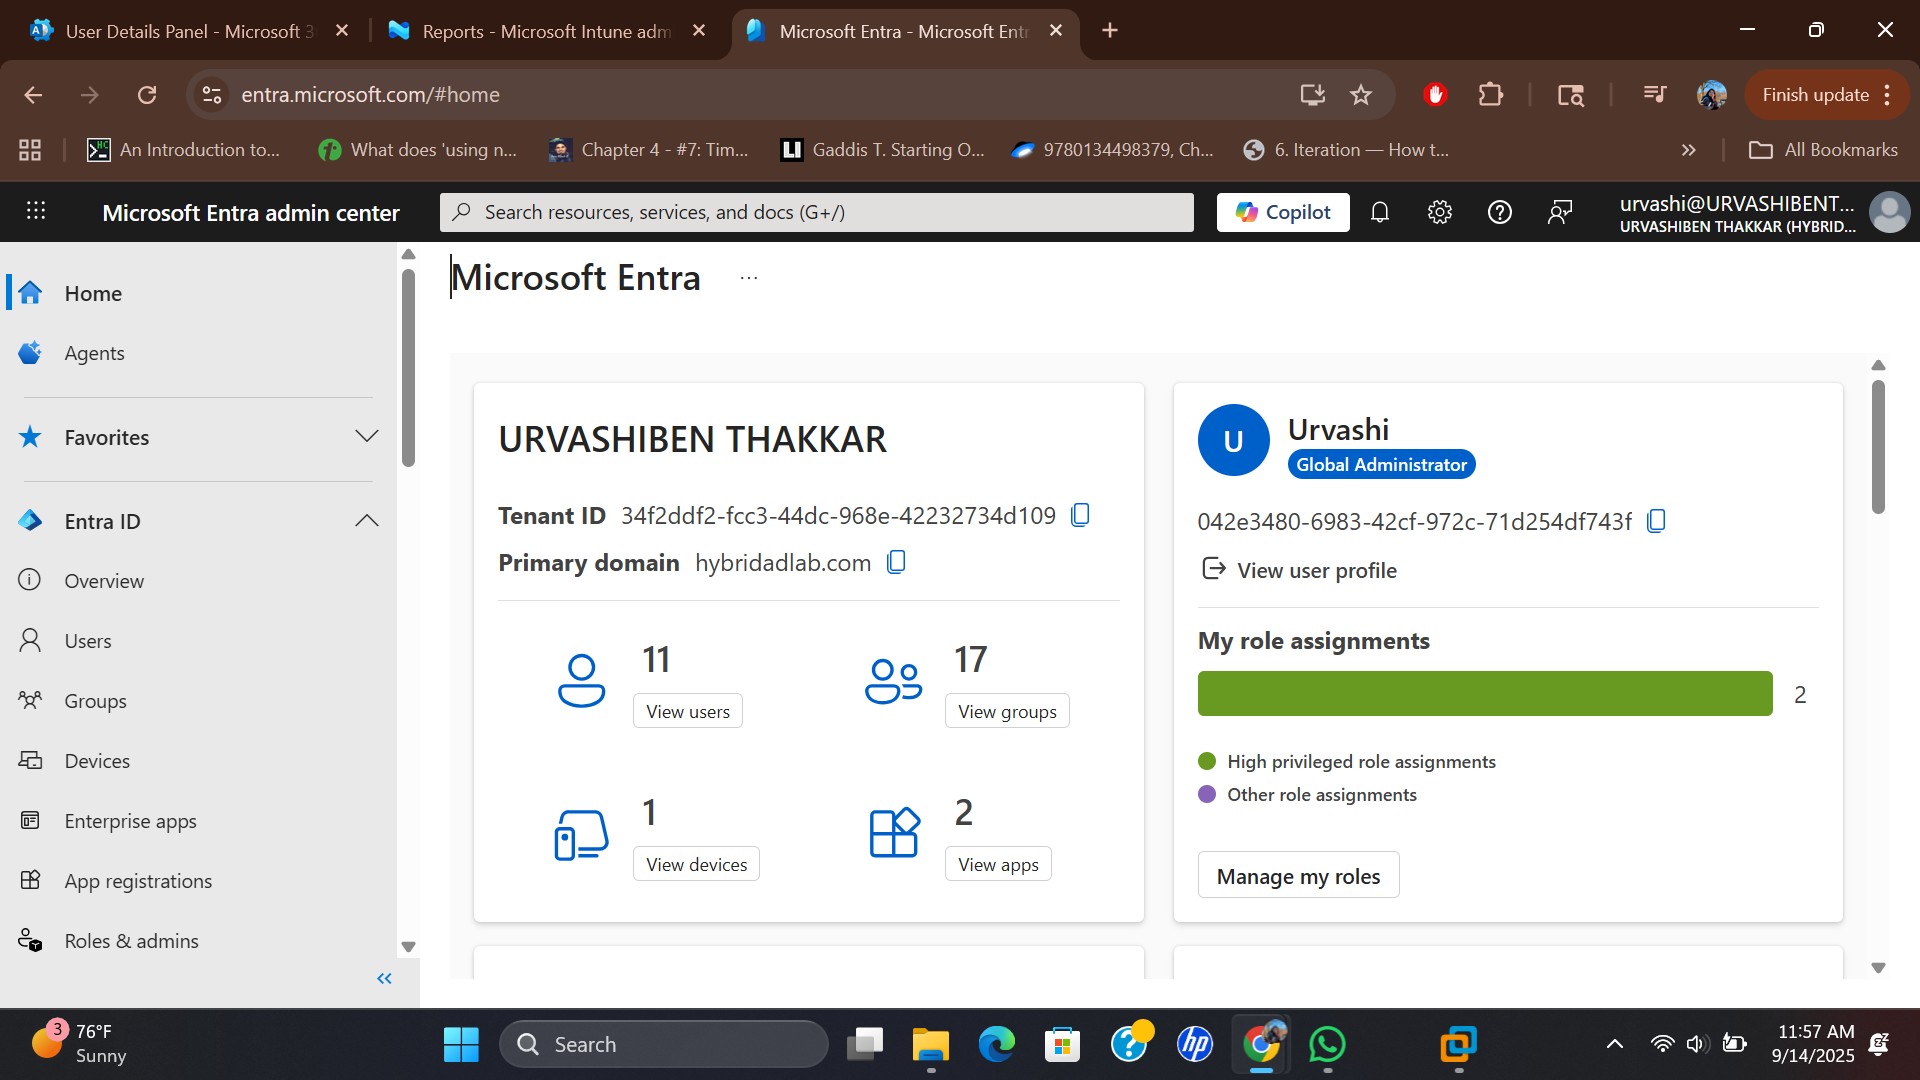 User Details Panel - Microsoft 3
Reports - Microsoft Intune adm
Microsoft Entra - Microsoft Entr
entra.microsoft.com/#home
Finish update
An Introduction to...
What does 'using n...
Chapter 4 - #7: Tim...
Gaddis T. Starting O...
9780134498379, Ch...
6. Iteration — How t...
All Bookmarks
Microsoft Entra admin center
Search resources, services, and docs (G+/)
Copilot
urvashi@URVASHIBENT...
URVASHIBEN THAKKAR (HYBRID...
Home
Agents
Favorites
Entra ID
Overview
Users
Groups
Devices
Enterprise apps
App registrations
Roles & admins
Microsoft Entra ...
URVASHIBEN THAKKAR
Tenant ID 34f2ddf2-fcc3-44dc-968e-42232734d109
Primary domain hybridadlab.com
11
View users
17
View groups
1
View devices
2
View apps
U
Urvashi
Global Administrator
042e3480-6983-42cf-972c-71d254df743f
View user profile
My role assignments
2
High privileged role assignments
Other role assignments
Manage my roles
3
76°F
Sunny
Search
11:57 AM
9/14/2025